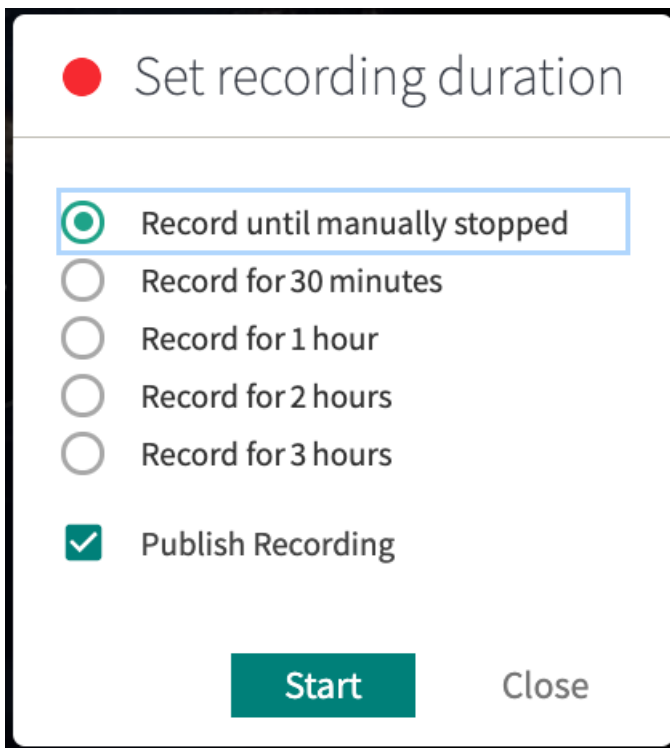 Set recording duration
Record until manually stopped
Record for 30 minutes
Record for 1 hour
Record for 2 hours
Record for 3 hours
Publish Recording
Start Close